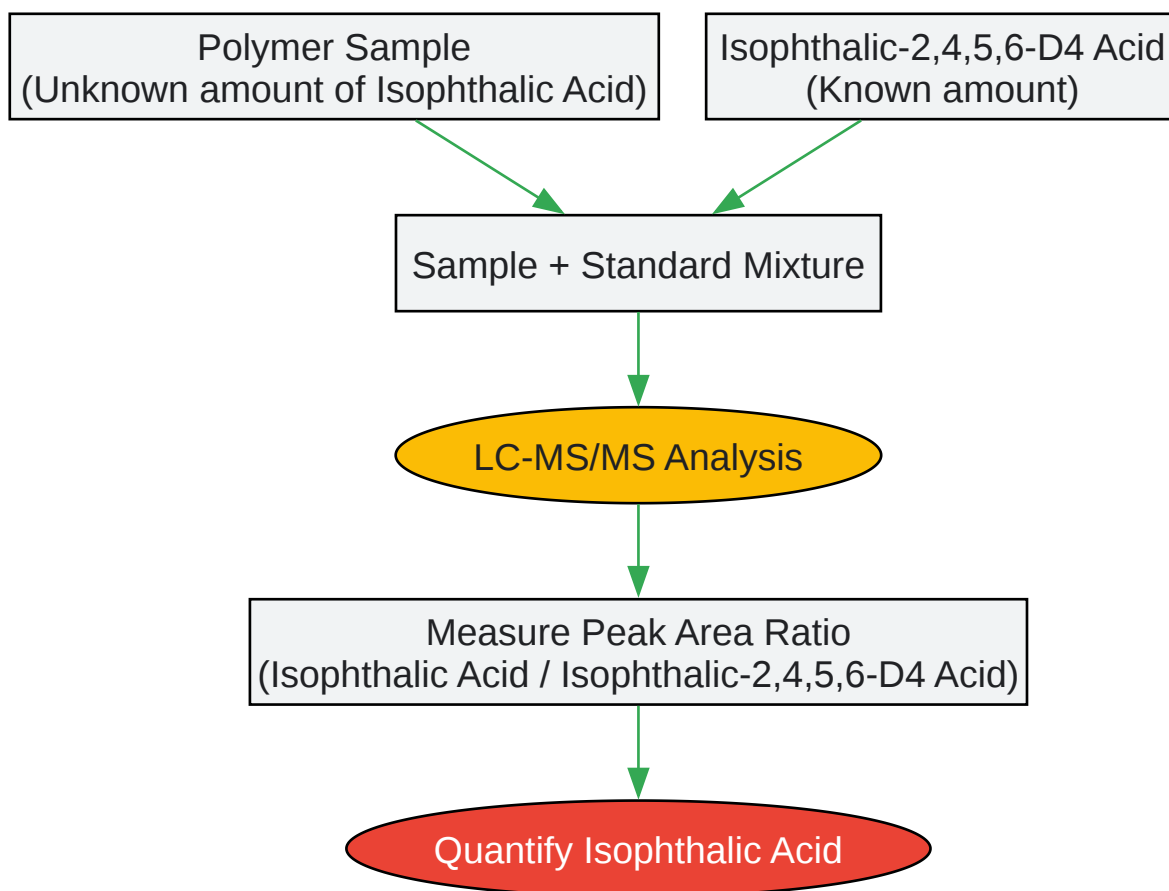 Polymer Sample
(Unknown amount of Isophthalic Acid)
Isophthalic-2,4,5,6-D4 Acid
(Known amount)
Sample + Standard Mixture
LC-MS/MS Analysis
Measure Peak Area Ratio
(Isophthalic Acid / Isophthalic-2,4,5,6-D4 Acid)
Quantify Isophthalic Acid